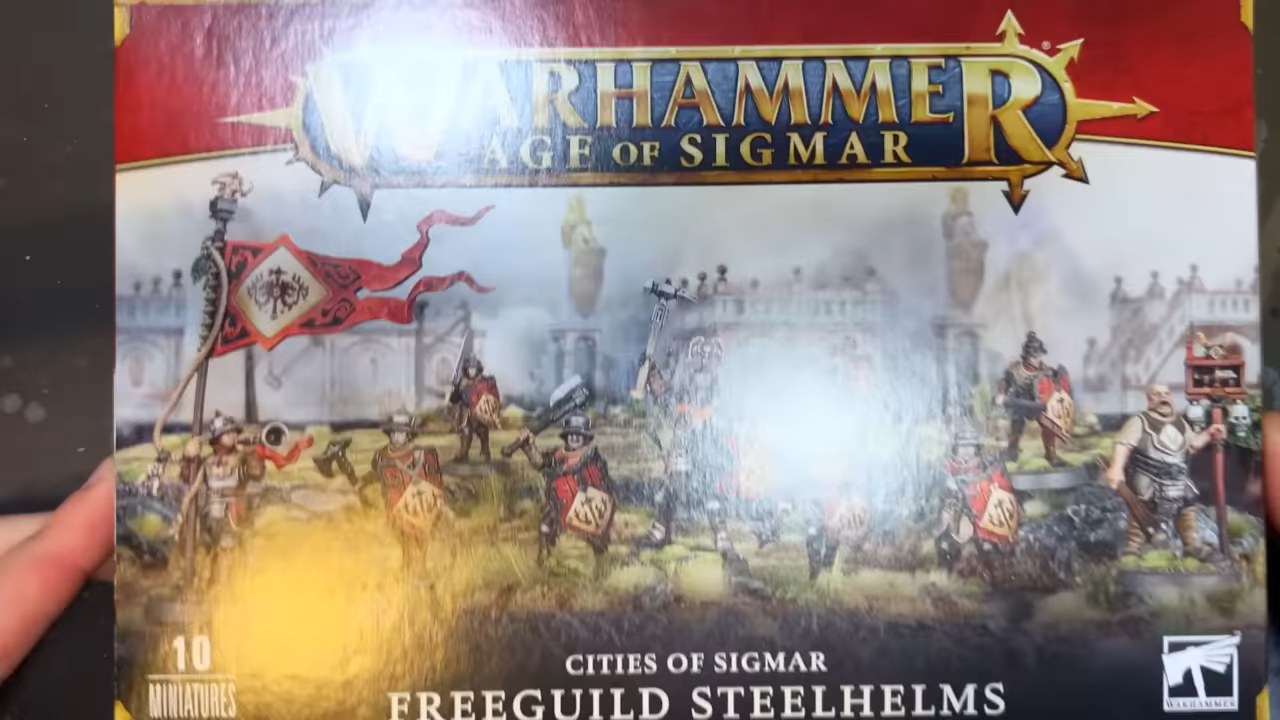 WARHAMMER
AGE OF SIGMAR
10
MINIATURES
CITIES OF SIGMAR
FREEGUILD STEELHELMS
WARHAMMER